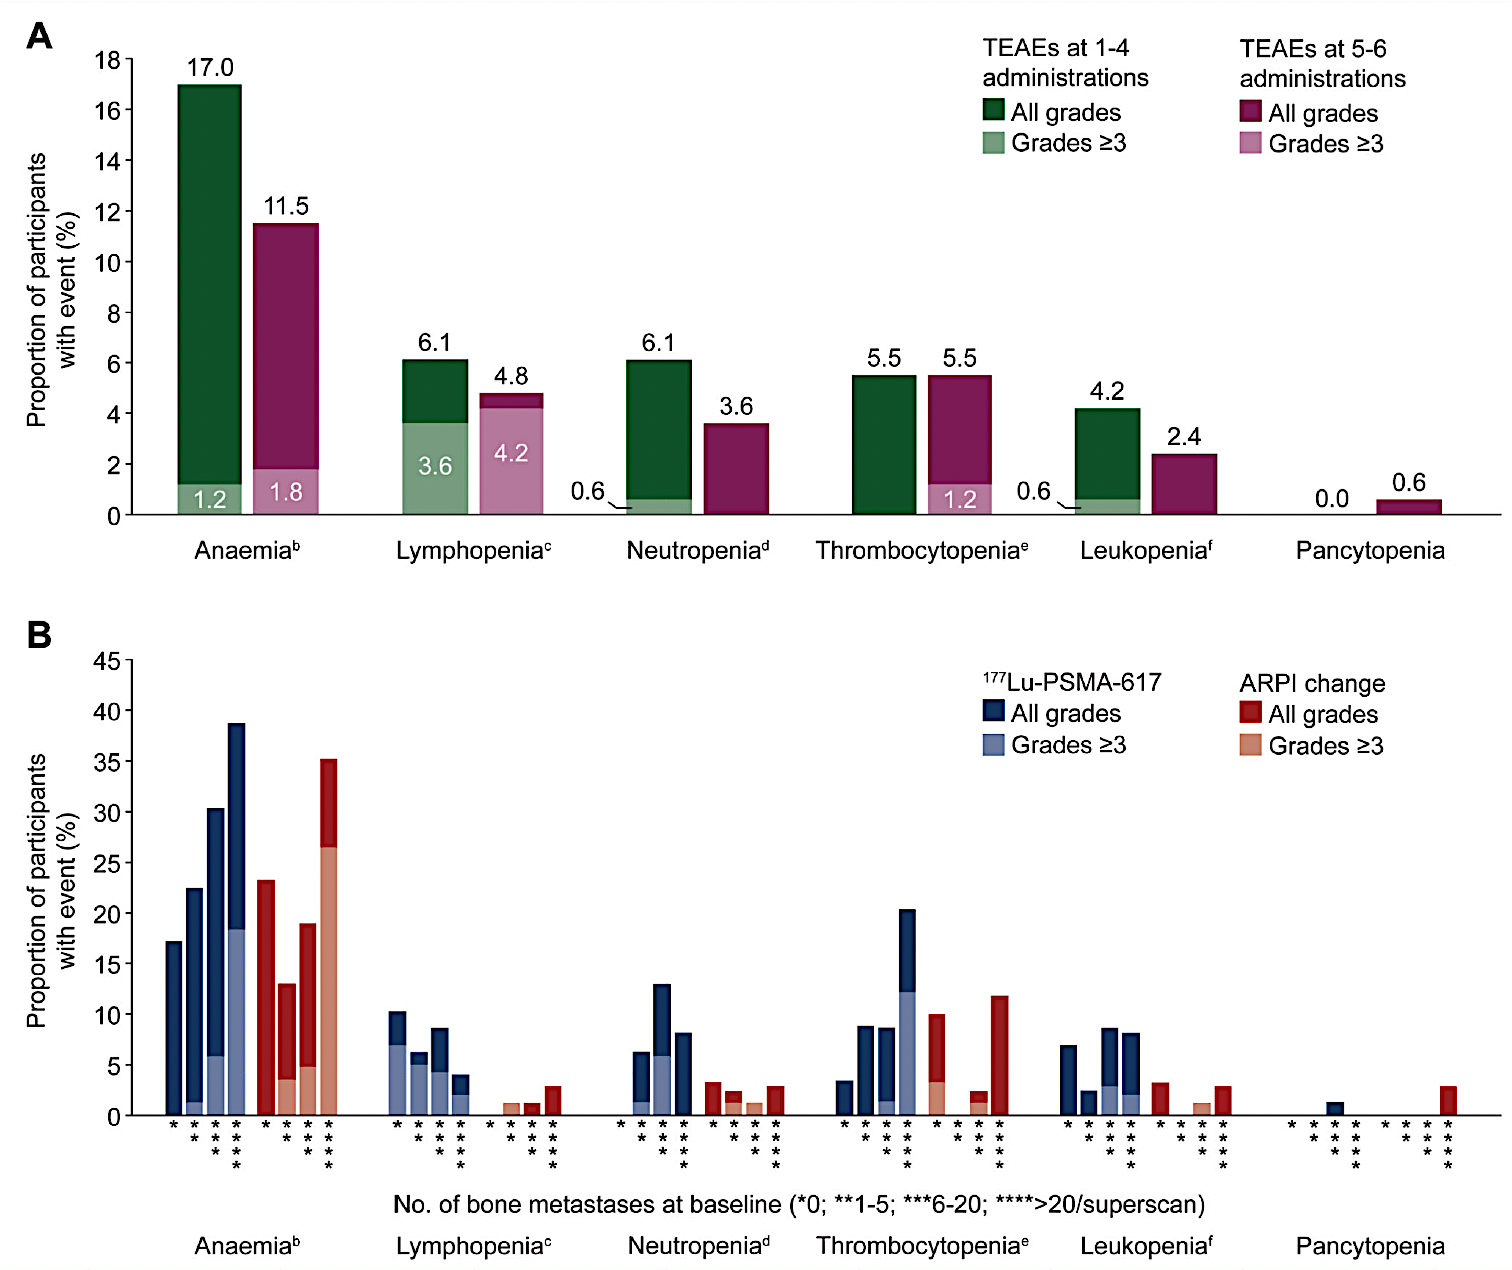 A
TEAEs at 1-4
administrations
All grades
Grades ≥3
TEAEs at 5-6
administrations
All grades
Grades ≥3
Proportion of participants
with event (%)
18
16
14
12
10
8
6
4
2
0
17.0
1.2
11.5
1.8
6.1
3.6
4.8
4.2
6.1
0.6
3.6
5.5
5.5
1.2
4.2
0.6
2.4
0.0
0.6
Anaemiaᵇ
Lymphopeniaᶜ
Neutropeniaᵈ
Thrombocytopeniaᵉ
Leukopeniaᶠ
Pancytopenia
B
¹⁷⁷Lu-PSMA-617
All grades
Grades ≥3
ARPI change
All grades
Grades ≥3
Proportion of participants
with event (%)
45
40
35
30
25
20
15
10
5
0
* ** *** **** * ** *** ****
* ** *** **** * ** *** ****
* ** *** **** * ** *** ****
* ** *** **** * ** *** ****
* ** *** **** * ** *** ****
* ** *** **** * ** *** ****
No. of bone metastases at baseline (*0; **1-5; ***6-20; ****>20/superscan)
Anaemiaᵇ
Lymphopeniaᶜ
Neutropeniaᵈ
Thrombocytopeniaᵉ
Leukopeniaᶠ
Pancytopenia